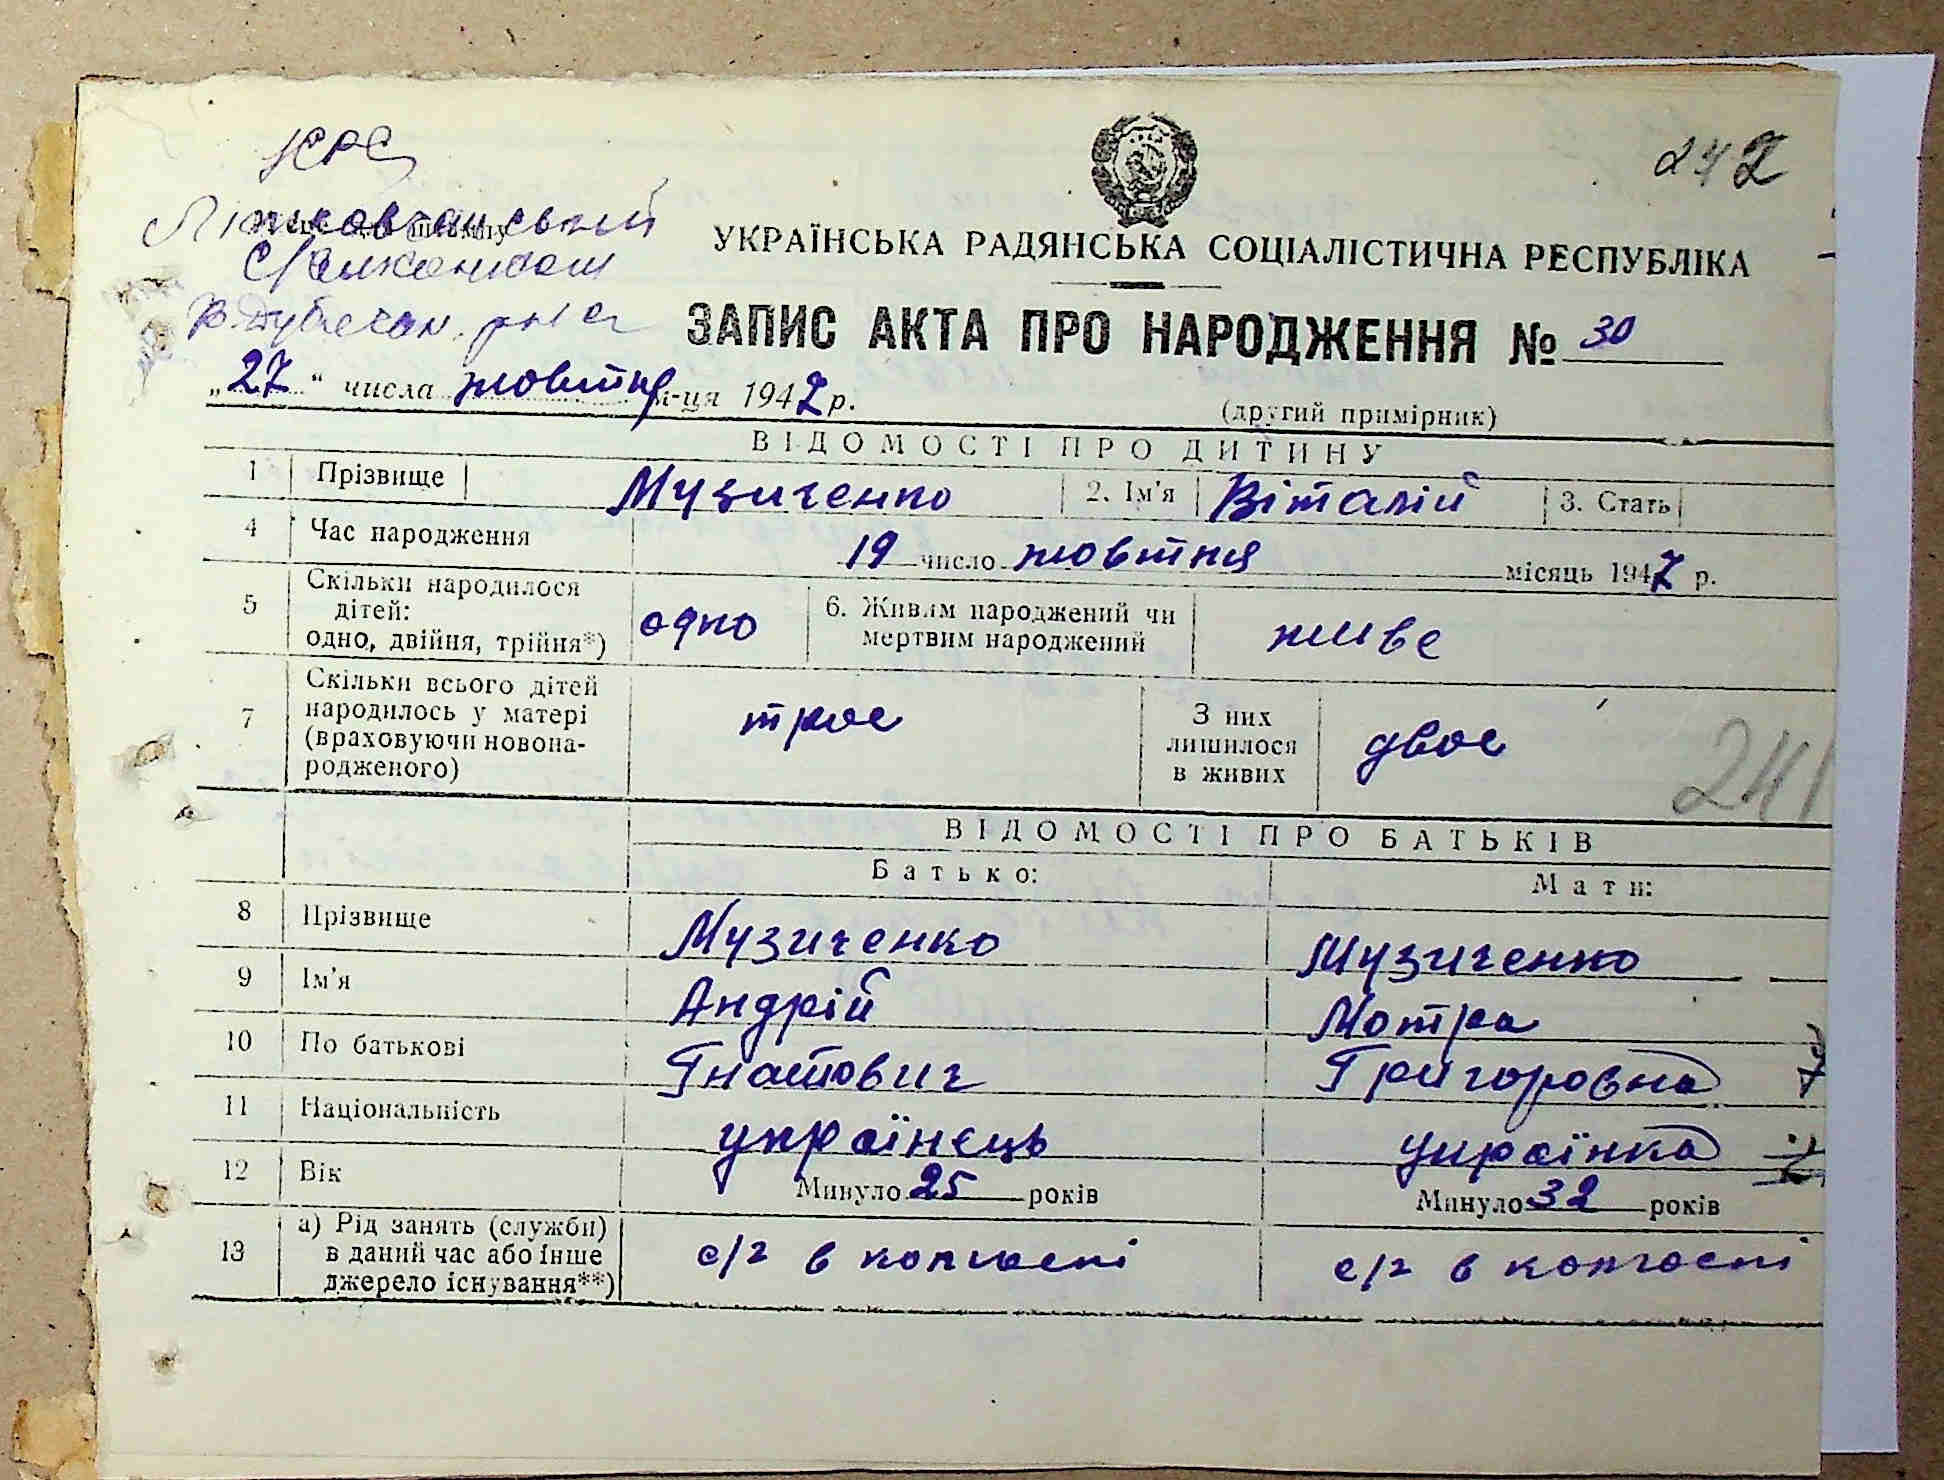 УСРС
242
УКРАЇНСЬКА РАДЯНСЬКА СОЦІАЛІСТИЧНА РЕСПУБЛІКА
ЗАПИС АКТА ПРО НАРОДЖЕННЯ № 30
„27“ числа жовтня м-ця 1947 р.
(другий примірник)
ВІДОМОСТІ ПРО ДИТИНУ
1 Прізвище Музиченко 2. Ім'я Віталій 3. Стать
4 Час народження 19 число жовтня місяць 1947 р.
5 Скільки народилося дітей: одно, двійня, трійня*) одно 6. Живим народжений чи мертвим народжений живе
7 Скільки всього дітей народилось у матері (враховуючи новонародженого) троє З них лишилося в живих двоє
241
ВІДОМОСТІ ПРО БАТЬКІВ
Батько: Мати:
8 Прізвище Музиченко Музиченко
9 Ім'я Андрій Мотра
10 По батькові Гнатович Григоровна
11 Національність українець українка
12 Вік Минуло 25 років Минуло 32 років
13 а) Рід занять (служби) в даний час або інше джерело існування**) с/г в колгоспі с/г в колгоспі